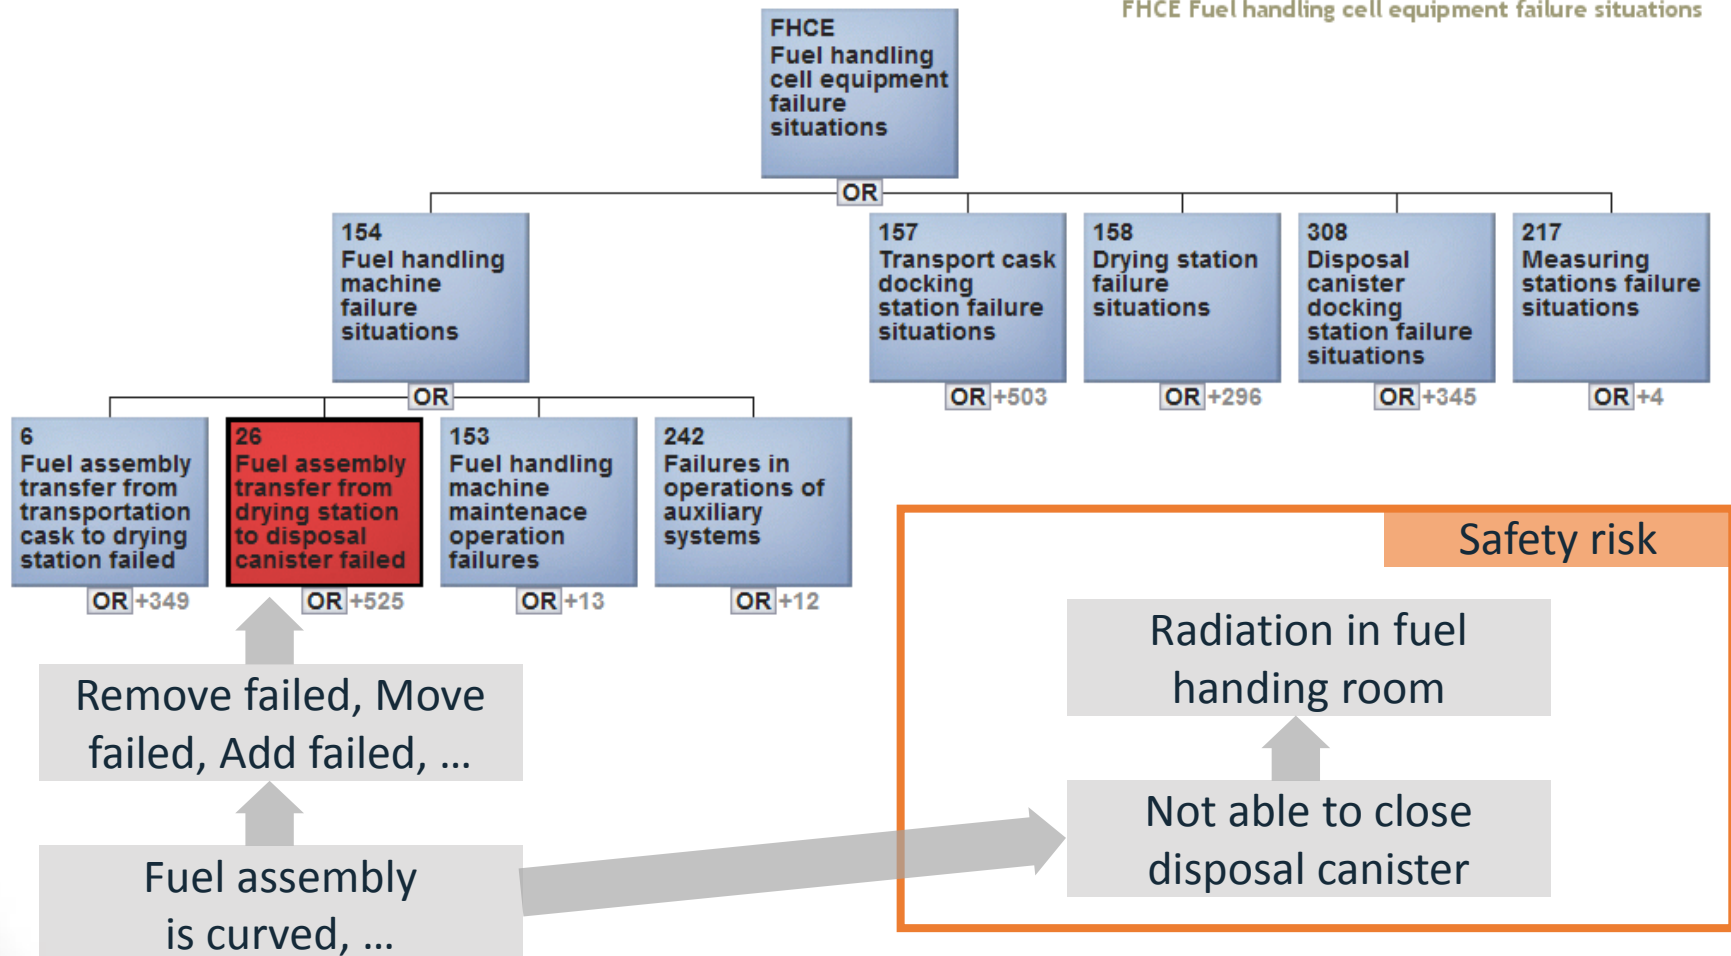 FHCE Fuel handling cell equipment failure situations
FHCE
Fuel handling
cell equipment
failure
situations
OR
154
Fuel handling
machine
failure
situations
OR
157
Transport cask
docking
station failure
situations
OR +503
158
Drying station
failure
situations
OR +296
308
Disposal
canister
docking
station failure
situations
OR +345
217
Measuring
stations failure
situations
OR +4
6
Fuel assembly
transfer from
transportation
cask to drying
station failed
OR +349
26
Fuel assembly
transfer from
drying station
to disposal
canister failed
OR +525
153
Fuel handling
machine
maintenace
operation
failures
OR +13
242
Failures in
operations of
auxiliary
systems
OR +12
Remove failed, Move
failed, Add failed, ...
Fuel assembly
is curved, ...
Safety risk
Radiation in fuel
handing room
Not able to close
disposal canister